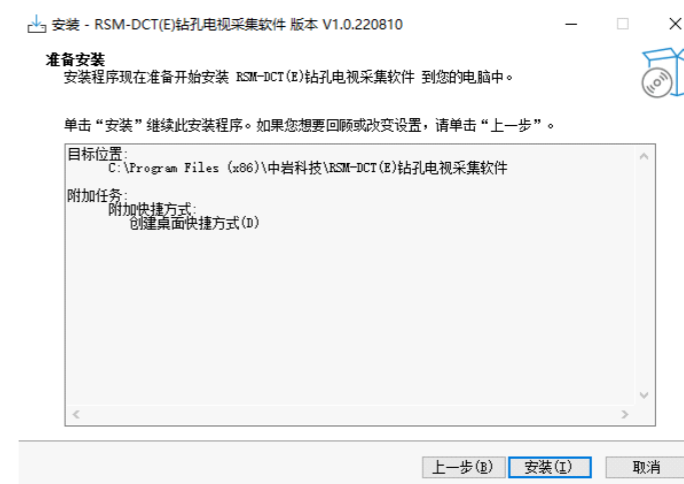 安装 - RSM-DCT(E)钻孔电视采集软件 版本 V1.0.220810
准备安装
安装程序现在准备开始安装 RSM-DCT(E)钻孔电视采集软件 到您的电脑中。
单击“安装”继续此安装程序。如果您想要回顾或改变设置，请单击“上一步”。
目标位置:
C:\Program Files (x86)\中岩科技\RSM-DCT(E)钻孔电视采集软件
附加任务:
附加快捷方式:
创建桌面快捷方式(D)
上一步(B) 安装(I) 取消